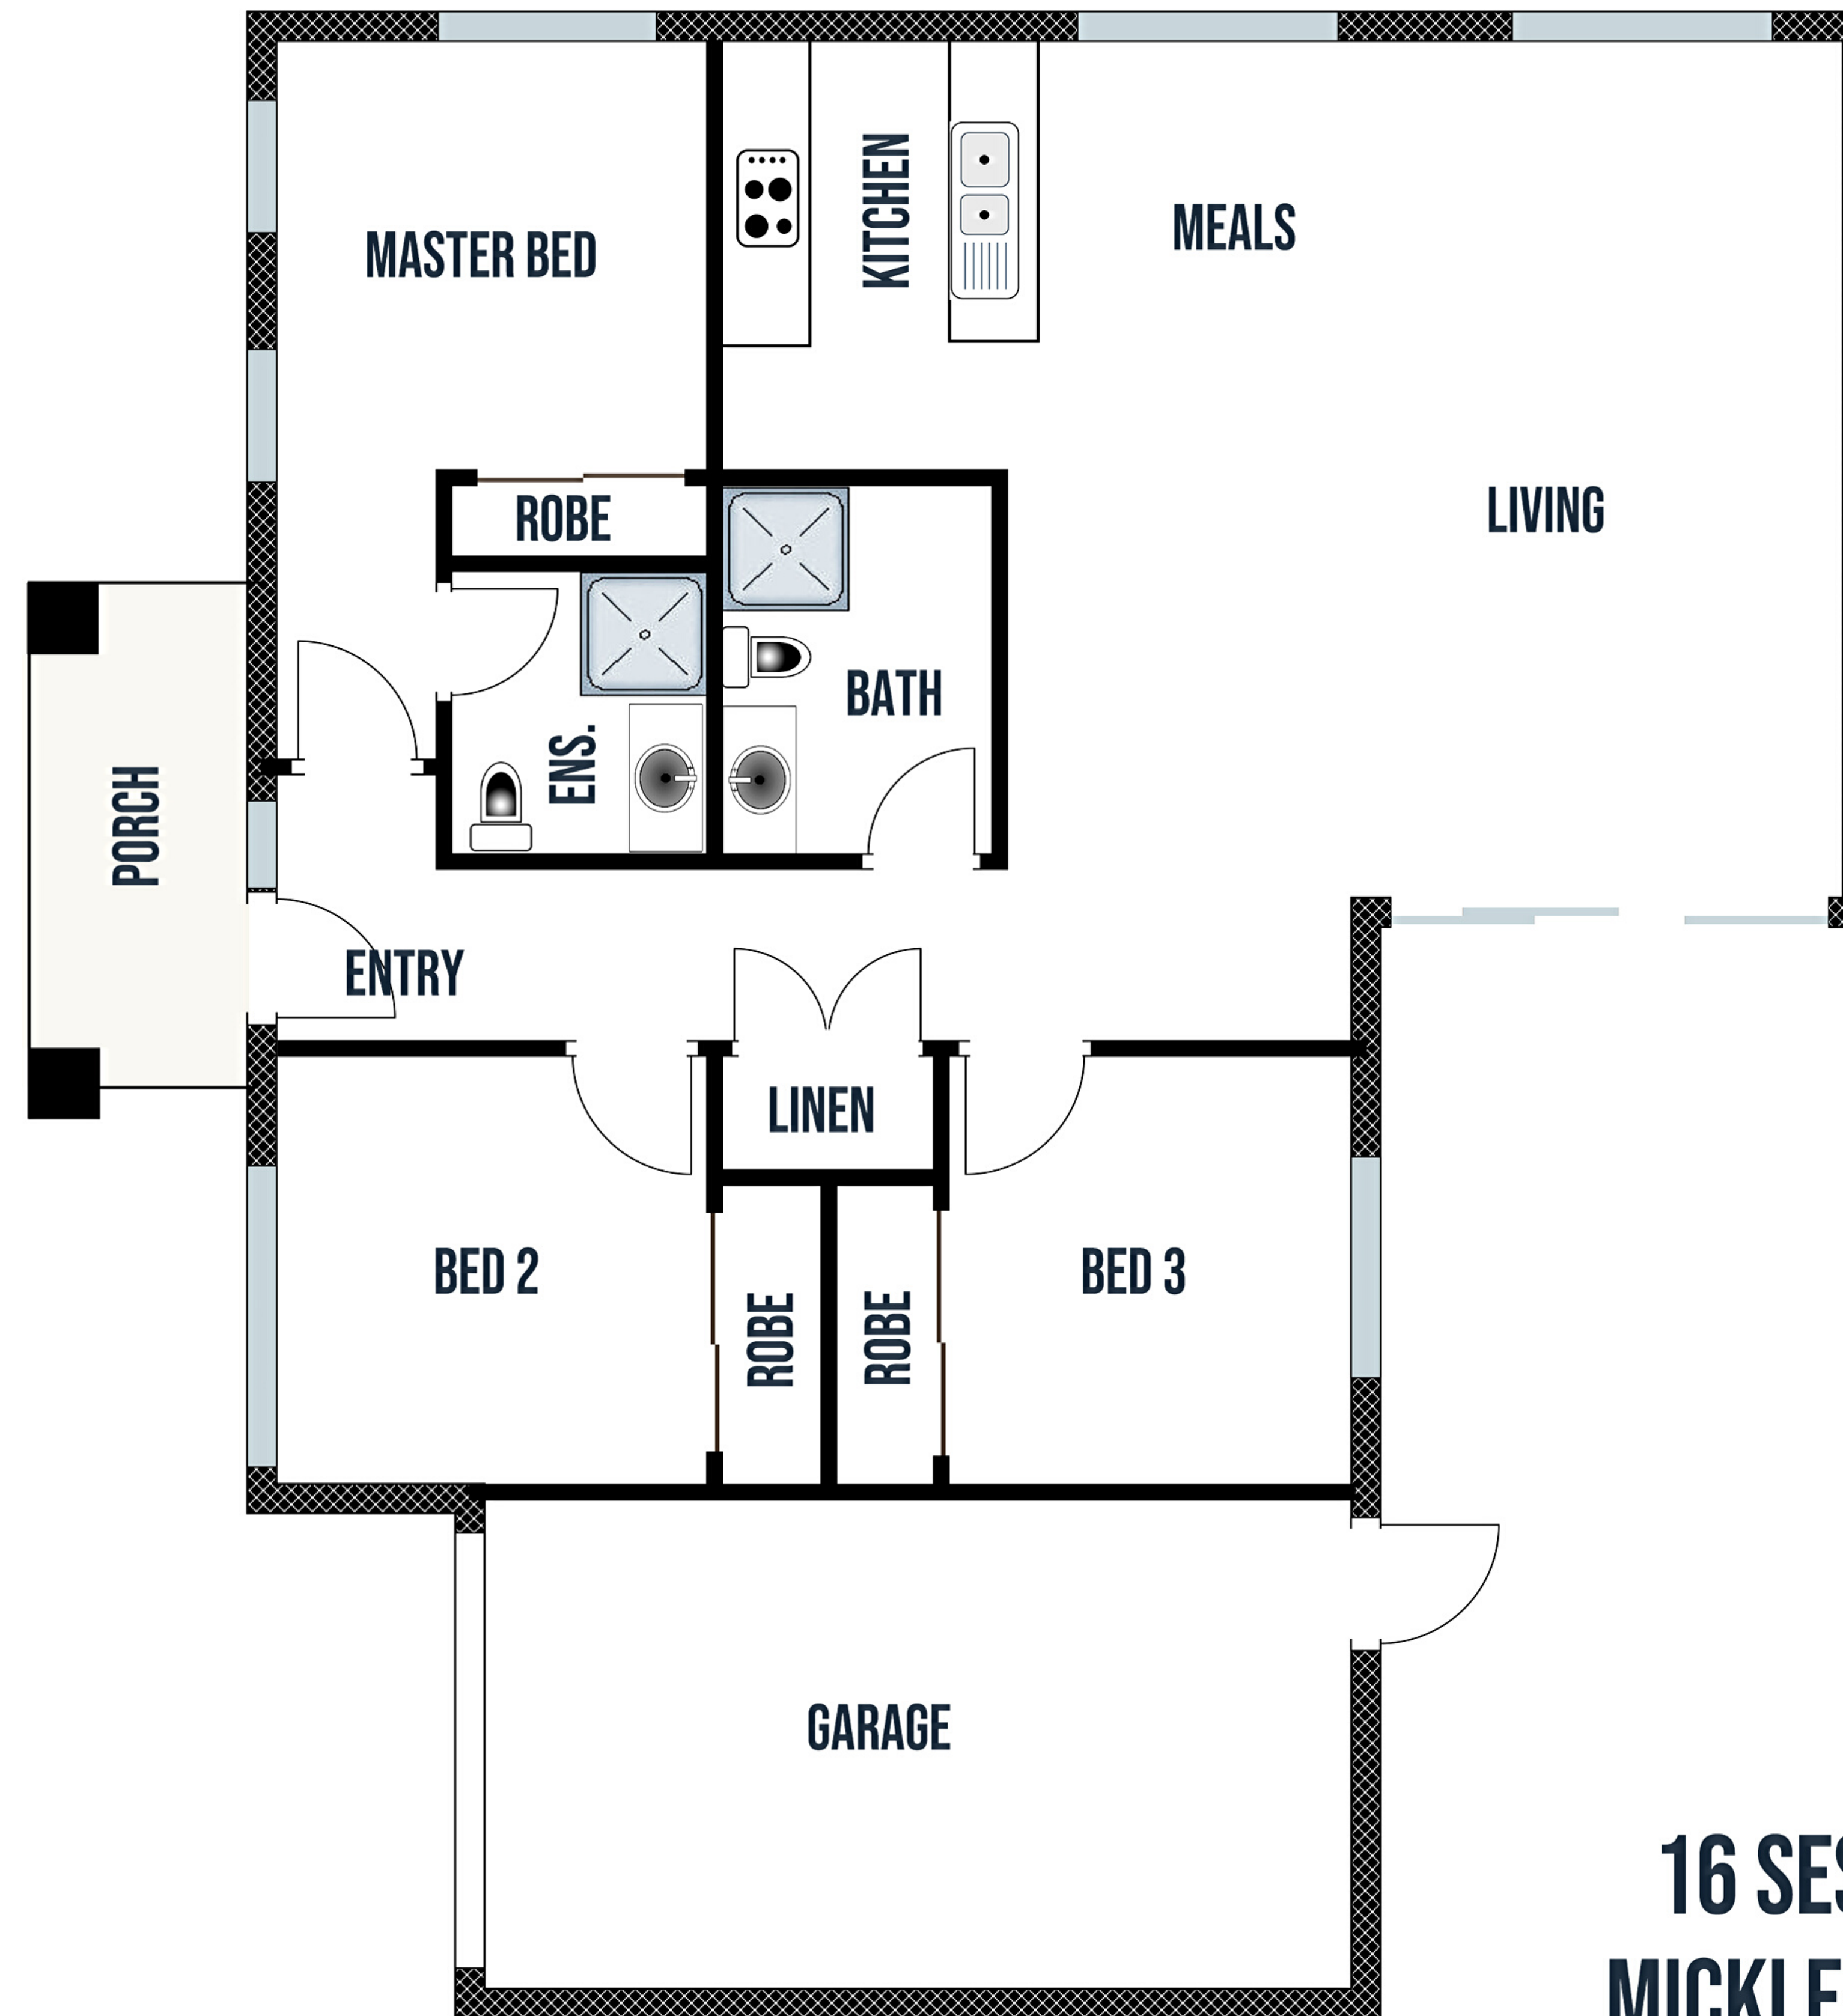 MASTER BED
KITCHEN
MEALS
ROBE
LIVING
ENS.
BATH
PORCH
ENTRY
LINEN
BED 2
ROBE
ROBE
BED 3
GARAGE
16